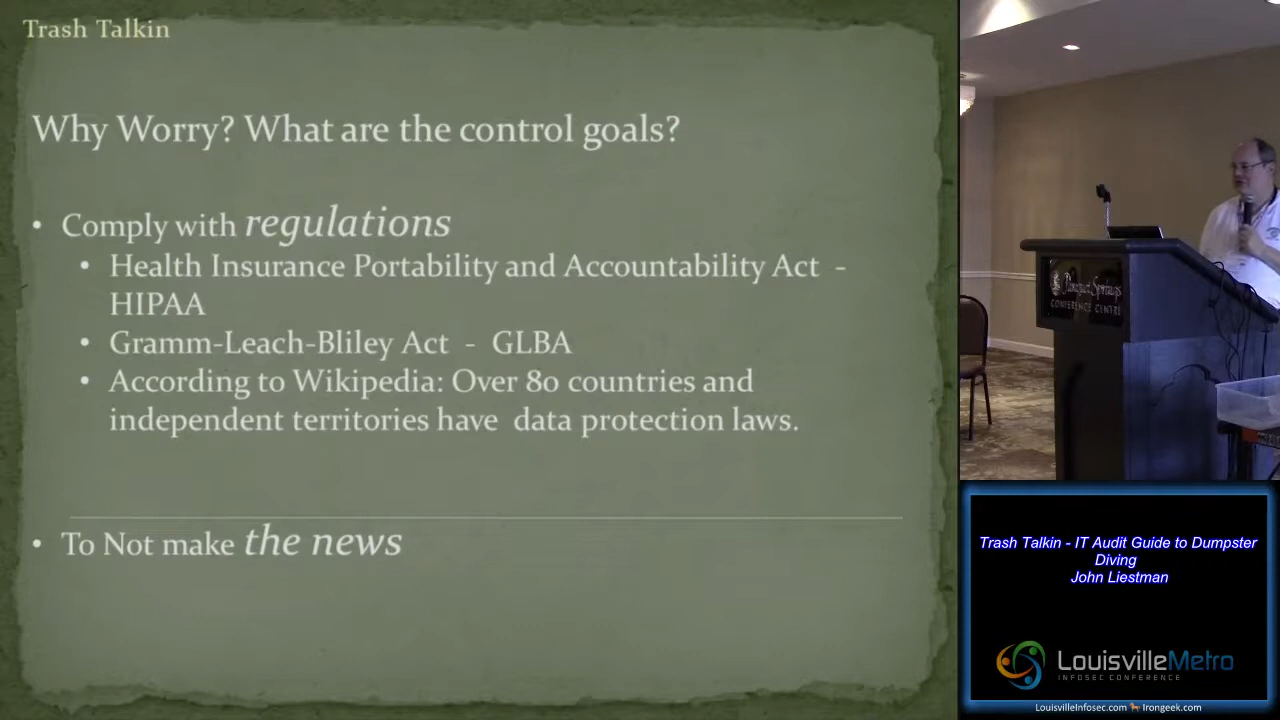 Trash Talkin
Why Worry? What are the control goals?
• Comply with regulations
• Health Insurance Portability and Accountability Act -
HIPAA
• Gramm-Leach-Bliley Act - GLBA
• According to Wikipedia: Over 80 countries and
independent territories have data protection laws.
• To Not make the news
CONFERENCE CENTRE
Trash Talkin - IT Audit Guide to Dumpster
Diving
John Liestman
LouisvilleMetro
INFOSEC CONFERENCE
LouisvilleInfosec.com Irongeek.com